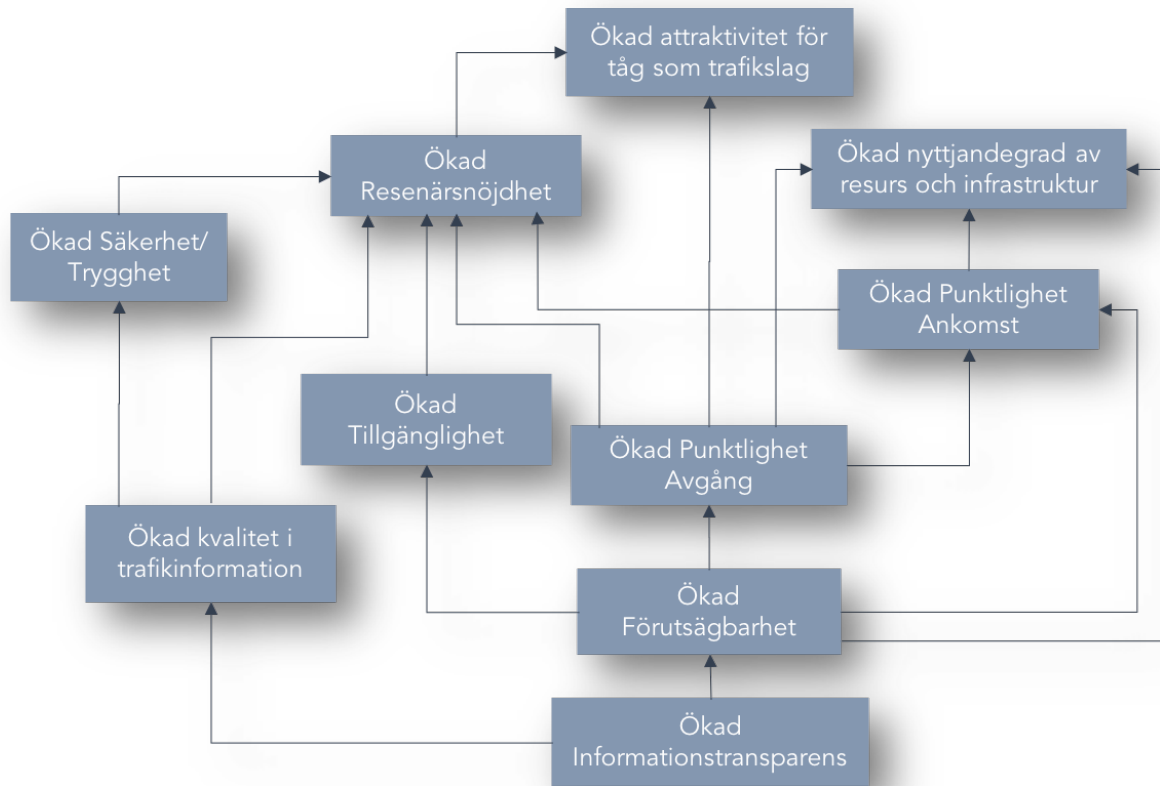 Ökad attraktivitet för
tåg som trafikslag
Ökad
Resenärsnöjdhet
Ökad nyttjandegrad av
resurs och infrastruktur
Ökad Säkerhet/
Trygghet
Ökad Punktlighet
Ankomst
Ökad
Tillgänglighet
Ökad Punktlighet
Avgång
Ökad kvalitet i
trafikinformation
Ökad
Förutsägbarhet
Ökad
Informationstransparens